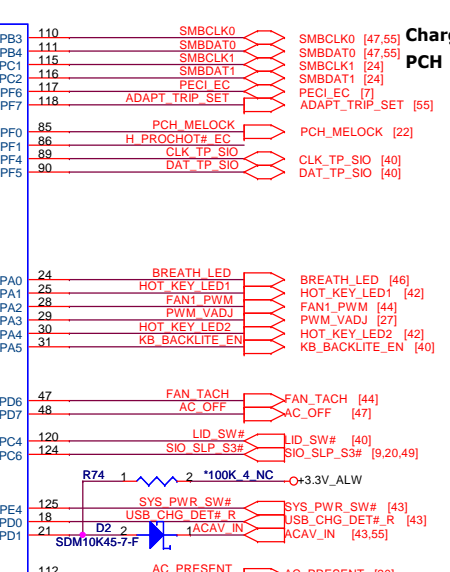 PB3 110 SMBCLK0 SMBCLK0 [47,55] Charg
PB4 111 SMBDAT0 SMBDAT0 [47,55]
PC1 115 SMBCLK1 SMBCLK1 [24] PCH
PC2 116 SMBDAT1 SMBDAT1 [24]
PF6 117 PECI_EC PECI_EC [7]
PF7 118 ADAPT_TRIP_SET ADAPT_TRIP_SET [55]
PF0 85 PCH_MELOCK PCH_MELOCK [22]
PF1 86 H_PROCHOT#_EC
PF4 89 CLK_TP_SIO CLK_TP_SIO [40]
PF5 90 DAT_TP_SIO DAT_TP_SIO [40]
PA0 24 BREATH_LED BREATH_LED [46]
PA1 25 HOT_KEY_LED1 HOT_KEY_LED1 [42]
PA2 28 FAN1_PWM FAN1_PWM [44]
PA3 29 PWM_VADJ PWM_VADJ [27]
PA4 30 HOT_KEY_LED2 HOT_KEY_LED2 [42]
PA5 31 KB_BACKLITE_EN KB_BACKLITE_EN [40]
PD6 47 FAN_TACH FAN_TACH [44]
PD7 48 AC_OFF AC_OFF [47]
PC4 120 LID_SW# LID_SW# [40]
PC6 124 SIO_SLP_S3# SIO_SLP_S3# [9,20,49]
R74 1 2 *100K_4_NC +3.3V_ALW
PE4 125 SYS_PWR_SW# SYS_PWR_SW# [43]
PD0 18 USB_CHG_DET#_R USB_CHG_DET#_R [43]
PD1 21 D2 2 1 ACAV_IN ACAV_IN [43,55]
SDM10K45-7-F
112 AC_PRESENT AC_PRESENT